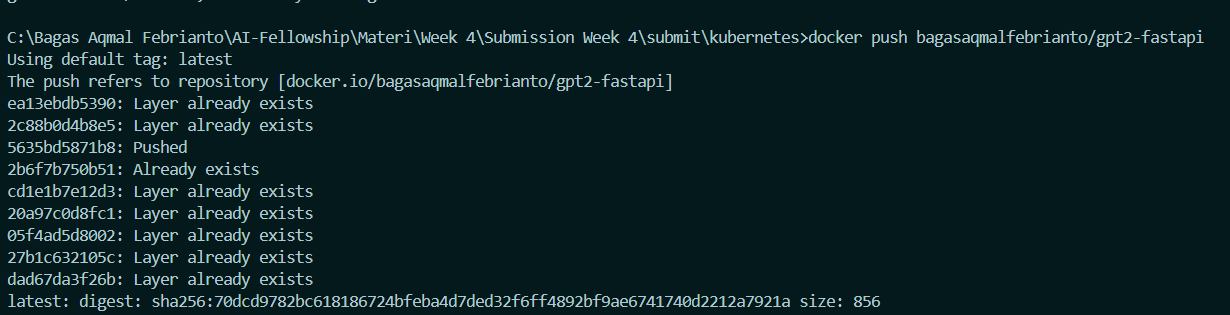 C:\Bagas Aqmal Febrianto\AI-Fellowship\Materi\Week 4\Submission Week 4\submit\kubernetes>docker push bagasaqmalfebrianto/gpt2-fastapi
Using default tag: latest
The push refers to repository [docker.io/bagasaqmalfebrianto/gpt2-fastapi]
ea13ebdb5390: Layer already exists
2c88b0d4b8e5: Layer already exists
5635bd5871b8: Pushed
2b6f7b750b51: Already exists
cd1e1b7e12d3: Layer already exists
20a97c0d8fc1: Layer already exists
05f4ad5d8002: Layer already exists
27b1c632105c: Layer already exists
dad67da3f26b: Layer already exists
latest: digest: sha256:70dcd9782bc618186724bfeba4d7ded32f6ff4892bf9ae6741740d2212a7921a size: 856